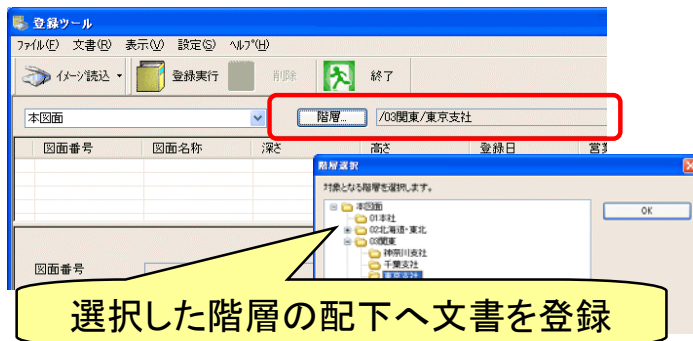 登録ツール
ファイル(F) 文書(R) 表示(V) 設定(S) ヘルプ(H)
イメージ読込 登録実行 削除 終了
本図面 階層... /03関東/東京支社
図面番号 図面名称 深さ 高さ 登録日 営業
階層選択
対象となる階層を選択します。
OK
本図面
01本社
02北海道・東北
03関東
神奈川支社
千葉支社
東京支社
図面番号
選択した階層の配下へ文書を登録